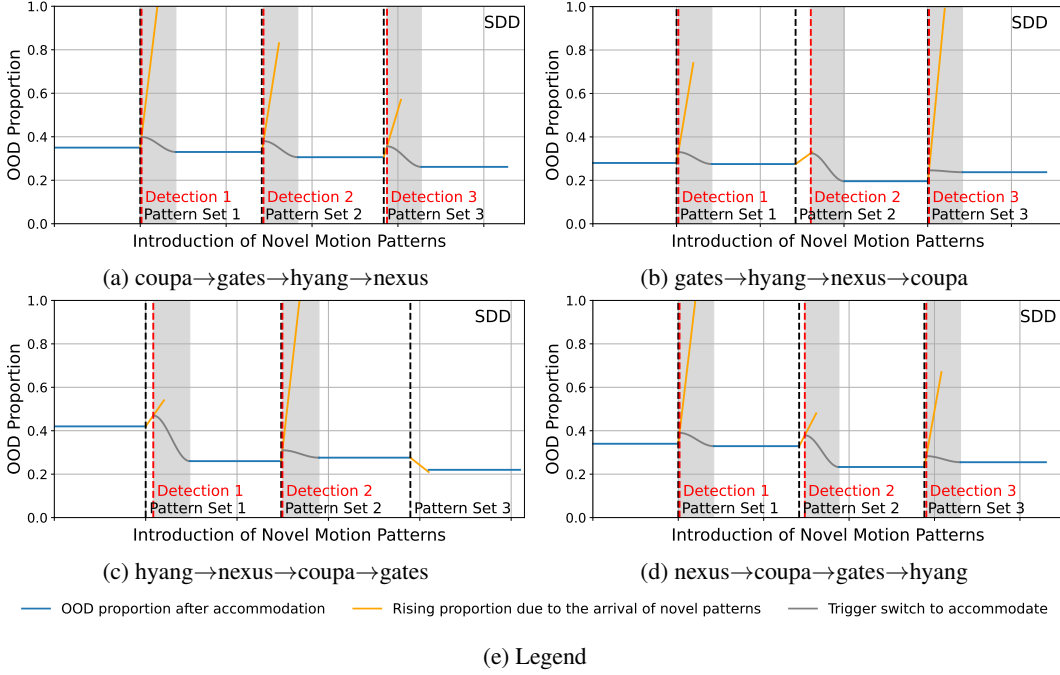 1.0
0.8
0.6
0.4
0.2
0.0
OOD Proportion
SDD
Detection 1
Pattern Set 1
Detection 2
Pattern Set 2
Detection 3
Pattern Set 3
Introduction of Novel Motion Patterns
(a) coupa→gates→hyang→nexus
1.0
0.8
0.6
0.4
0.2
0.0
OOD Proportion
SDD
Detection 1
Pattern Set 1
Detection 2
Pattern Set 2
Detection 3
Pattern Set 3
Introduction of Novel Motion Patterns
(b) gates→hyang→nexus→coupa
1.0
0.8
0.6
0.4
0.2
0.0
OOD Proportion
SDD
Detection 1
Pattern Set 1
Detection 2
Pattern Set 2
Pattern Set 3
Introduction of Novel Motion Patterns
(c) hyang→nexus→coupa→gates
1.0
0.8
0.6
0.4
0.2
0.0
OOD Proportion
SDD
Detection 1
Pattern Set 1
Detection 2
Pattern Set 2
Detection 3
Pattern Set 3
Introduction of Novel Motion Patterns
(d) nexus→coupa→gates→hyang
OOD proportion after accommodation
Rising proportion due to the arrival of novel patterns
Trigger switch to accommodate
(e) Legend